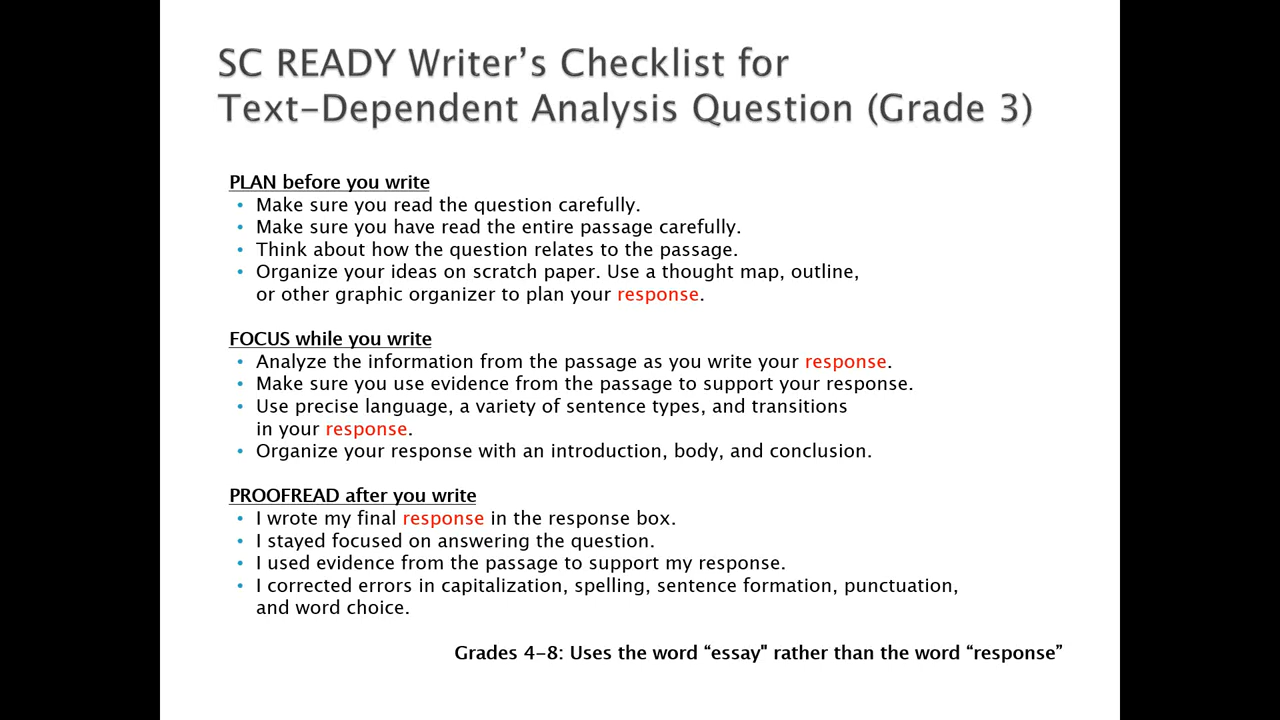 SC READY Writer’s Checklist for
Text-Dependent Analysis Question (Grade 3)
PLAN before you write
• Make sure you read the question carefully.
• Make sure you have read the entire passage carefully.
• Think about how the question relates to the passage.
• Organize your ideas on scratch paper. Use a thought map, outline,
or other graphic organizer to plan your response.
FOCUS while you write
• Analyze the information from the passage as you write your response.
• Make sure you use evidence from the passage to support your response.
• Use precise language, a variety of sentence types, and transitions
in your response.
• Organize your response with an introduction, body, and conclusion.
PROOFREAD after you write
• I wrote my final response in the response box.
• I stayed focused on answering the question.
• I used evidence from the passage to support my response.
• I corrected errors in capitalization, spelling, sentence formation, punctuation,
and word choice.
Grades 4-8: Uses the word “essay" rather than the word “response”